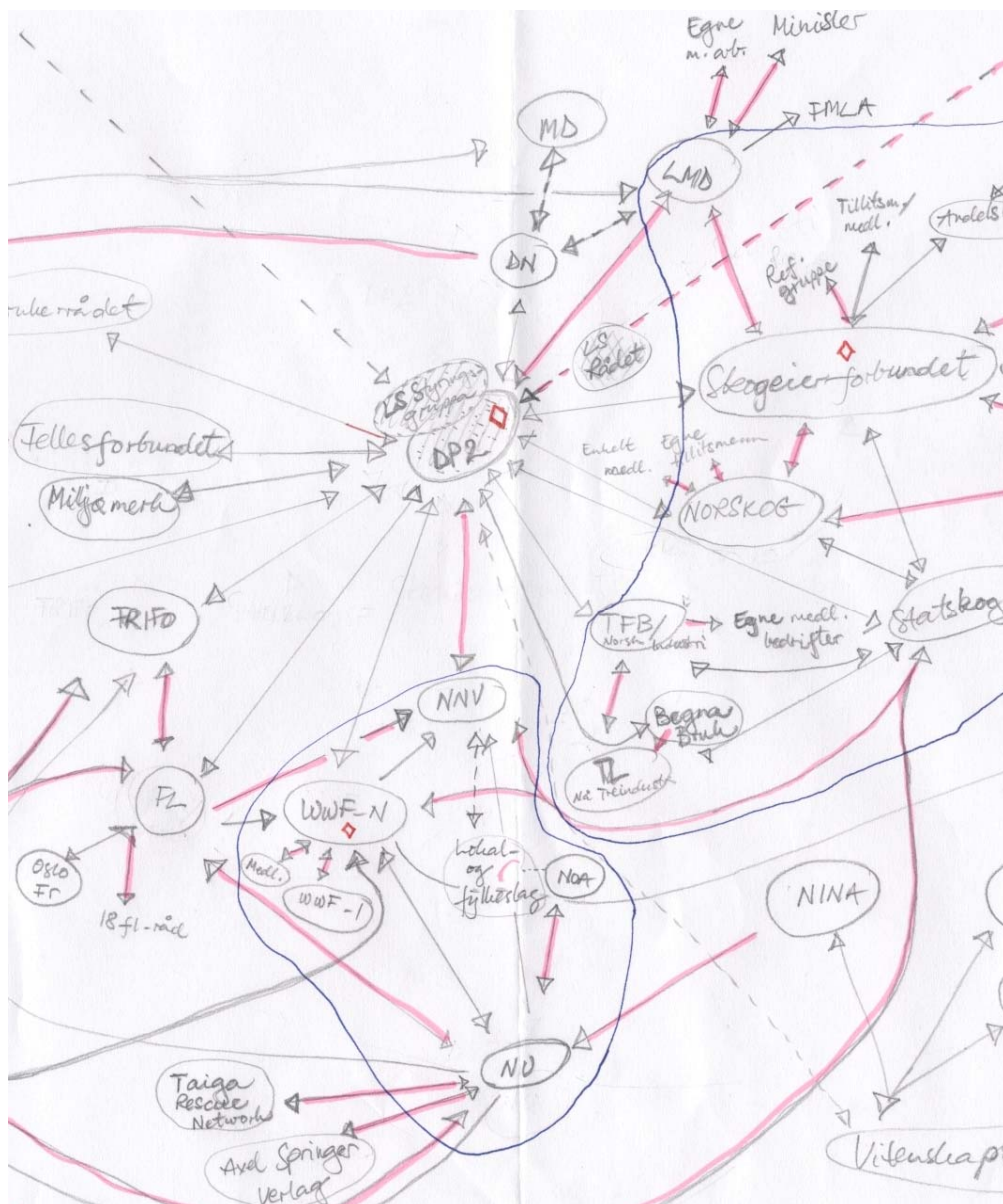 Egne
m. arb.
Minister
FMLA
MD
LMD
DN
Tillitsm./
medl.
Andels
Ref.
gruppe
LS
Rådet
Skogeierforbundet
ukerrådet
LS Styrings
gruppa
DP2
Fellesforbundet
Enkelt
medl.
Egne
tillitsmenn
Miljømerk
NORSKOG
FRIFO
TFB/
Norsk Industri
Egne medl.
bedrifter
Statskog
NNV
Begna
Bruk
TL
Nå Treindustri
FL
WWF-N
Medl.
WWF-I
Lokal-
og
fylkeslag
NOA
Oslo
Fr
18 fl-råd
NINA
NU
Taiga
Rescue
Network
Axel Springer
Verlag
Vitenskap